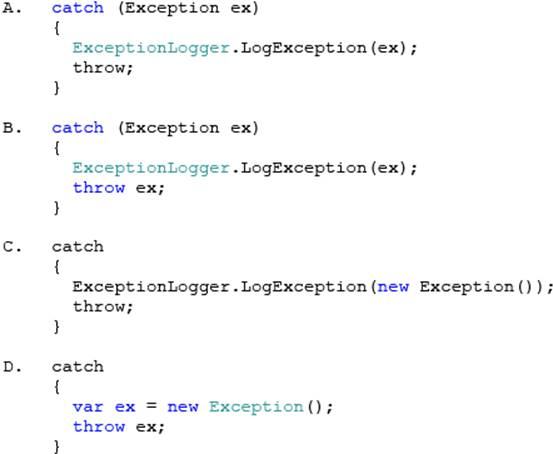 A. catch (Exception ex)
{
ExceptionLogger.LogException(ex);
throw;
}
B. catch (Exception ex)
{
ExceptionLogger.LogException(ex);
throw ex;
}
C. catch
{
ExceptionLogger.LogException(new Exception());
throw;
}
D. catch
{
var ex = new Exception();
throw ex;
}